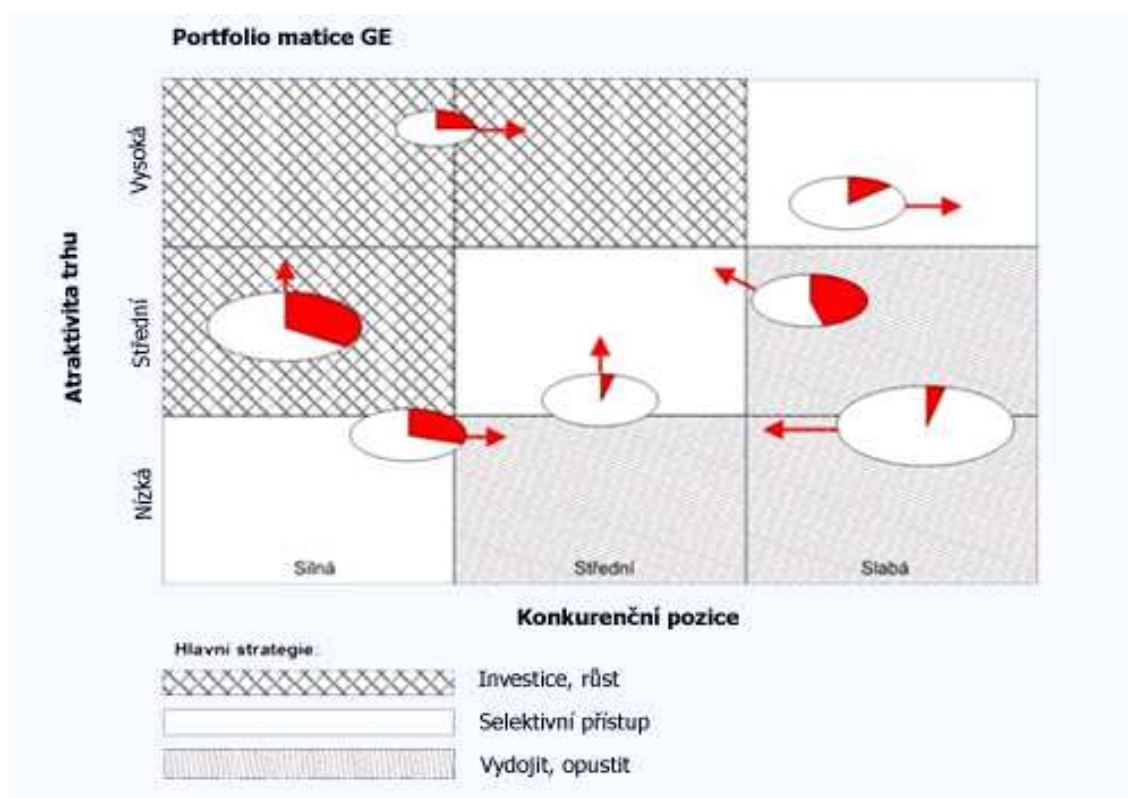 Portfolio matice GE
Atraktivita trhu
Vysoká
Střední
Nízká
Silná
Střední
Slabá
Konkurenční pozice
Hlavní strategie:
Investice, růst
Selektivní přístup
Vydojit, opustit